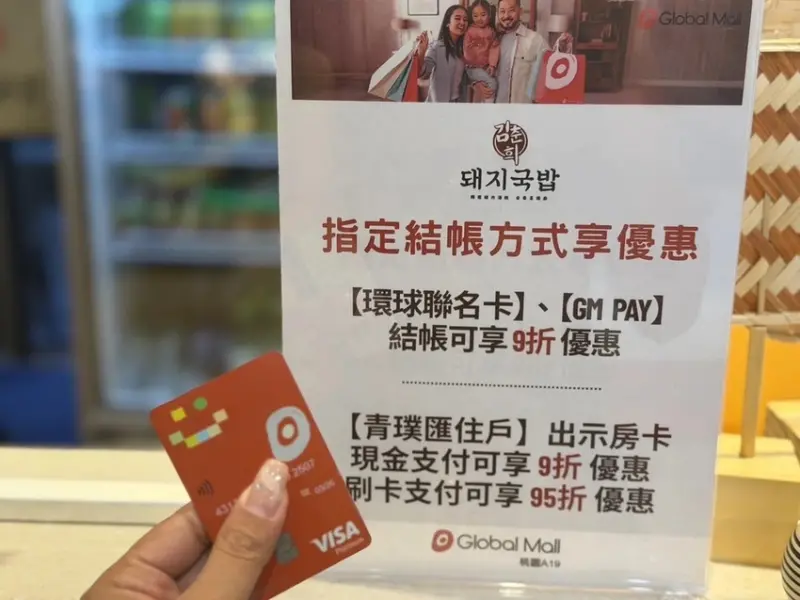 Global Mall
김춘희
돼지국밥
指定結帳方式享優惠
【環球聯名卡】、【GM PAY】
結帳可享 9折 優惠
【青璞匯住戶】 出示房卡
現金支付可享 9折 優惠
刷卡支付可享 95折 優惠
Global Mall
桃園A19
VISA
Platinum